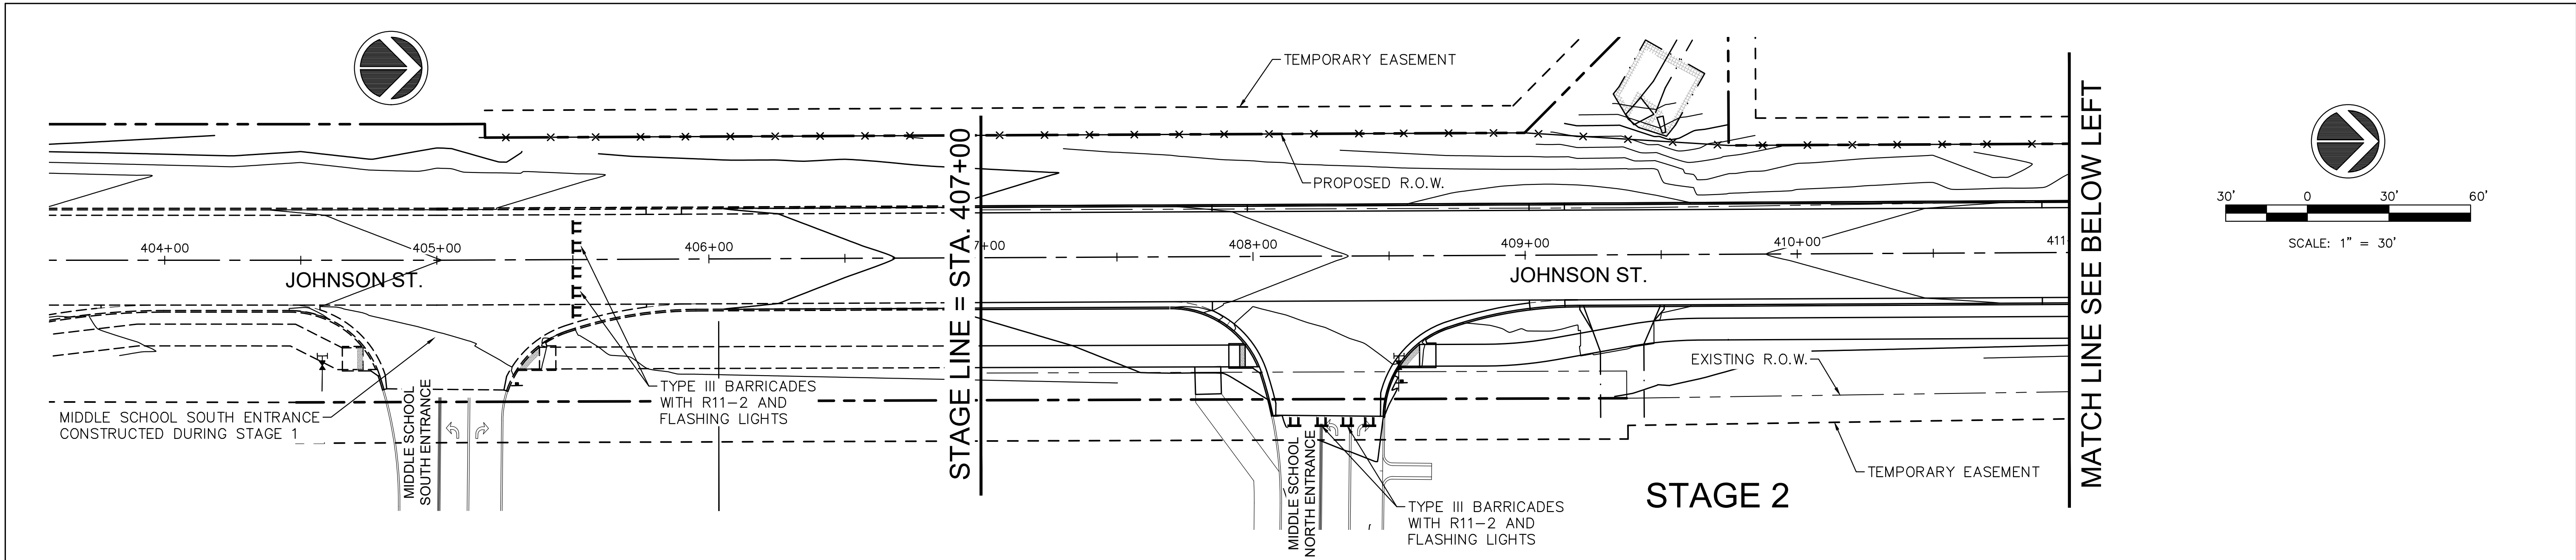 TEMPORARY EASEMENT
PROPOSED R.O.W.
404+00
405+00
406+00
7+00
408+00
409+00
410+00
411
JOHNSON ST.
JOHNSON ST.
STAGE LINE = STA. 407+00
MATCH LINE SEE BELOW LEFT
30'
0
30'
60'
SCALE: 1" = 30'
MIDDLE SCHOOL SOUTH ENTRANCE
CONSTRUCTED DURING STAGE 1
MIDDLE SCHOOL
SOUTH ENTRANCE
TYPE III BARRICADES
WITH R11-2 AND
FLASHING LIGHTS
MIDDLE SCHOOL
NORTH ENTRANCE
TYPE III BARRICADES
WITH R11-2 AND
FLASHING LIGHTS
EXISTING R.O.W.
TEMPORARY EASEMENT
STAGE 2